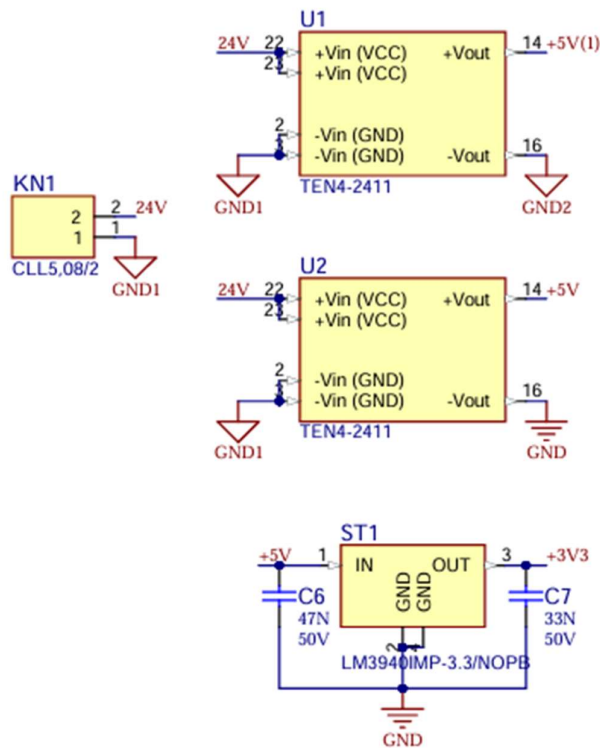 U1
24V
22
23
+Vin (VCC)
+Vin (VCC)
+Vout
14
+5V(1)
2
-Vin (GND)
-Vin (GND)
-Vout
16
GND1
TEN4-2411
GND2
KN1
2
2
24V
1
1
CLL5,08/2
GND1
U2
24V
22
23
+Vin (VCC)
+Vin (VCC)
+Vout
14
+5V
2
-Vin (GND)
-Vin (GND)
-Vout
16
GND1
TEN4-2411
GND
ST1
+5V
1
IN
OUT
3
+3V3
GND
GND
C6
47N
50V
C7
33N
50V
2
4
LM3940IMP-3.3/NOPB
GND